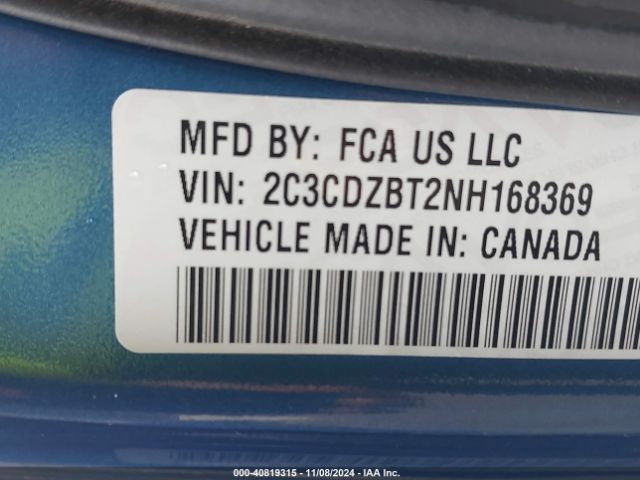 MFD BY: FCA US LLC
VIN: 2C3CDZBT2NH168369
VEHICLE MADE IN: CANADA
000-40819315 - 11/08/2024 - IAA Inc.